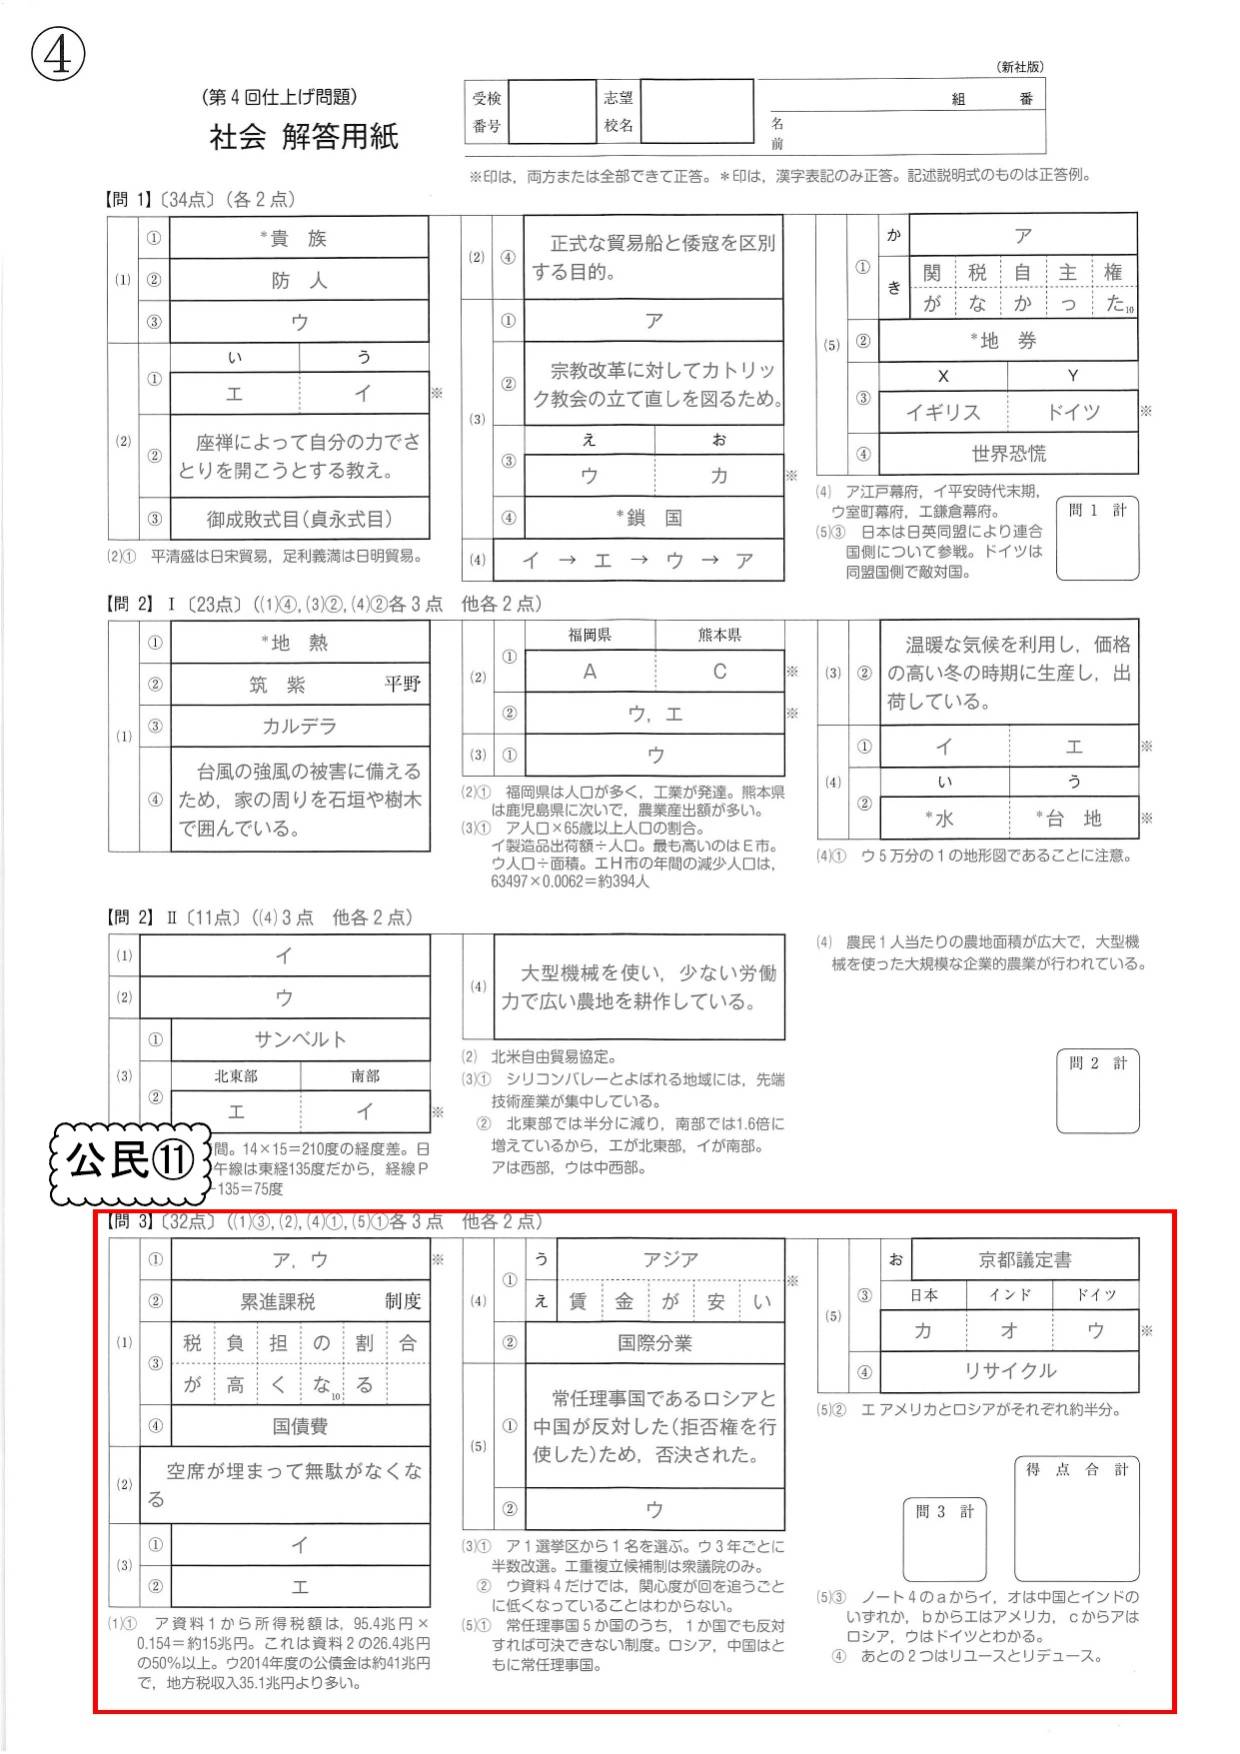 ④
(新社版)
(第4回仕上げ問題)
社会 解答用紙
受検番号
志望校名
組 番
名前
※印は，両方または全部できて正答。＊印は，漢字表記のみ正答。記述説明式のものは正答例。
【問 1】〔34点〕（各2点）
(1) ① *貴 族
② 防 人
③ ウ
(2) ① い う
エ イ ※
② 座禅によって自分の力でさ
とりを開こうとする教え。
③ 御成敗式目(貞永式目)
(2)① 平清盛は日宋貿易，足利義満は日明貿易。
(2) ④ 正式な貿易船と倭寇を区別
する目的。
(3) ① ア
② 宗教改革に対してカトリッ
ク教会の立て直しを図るため。
③ え お
ウ カ ※
④ *鎖 国
(4) イ → エ → ウ → ア
(5) ① か ア
き 関税自主権
がなかった10
② *地 券
③ X Y
イギリス ドイツ ※
④ 世界恐慌
(4) ア江戸幕府，イ平安時代末期，
ウ室町幕府，エ鎌倉幕府。
(5)③ 日本は日英同盟により連合
国側について参戦。ドイツは
同盟国側で敵対国。
問 1 計
【問 2】 Ⅰ〔23点〕（(1)④，(3)②，(4)②各3点 他各2点）
(1) ① *地 熱
② 筑 紫 平野
③ カルデラ
④ 台風の強風の被害に備える
ため，家の周りを石垣や樹木
で囲んでいる。
(2) ① 福岡県 熊本県
A C ※
② ウ，エ ※
(3) ① ウ
(2)① 福岡県は人口が多く，工業が発達。熊本県
は鹿児島県に次いで，農業産出額が多い。
(3)① ア人口×65歳以上人口の割合。
イ製造品出荷額÷人口。最も高いのはE市。
ウ人口÷面積。エH市の年間の減少人口は，
63497×0.0062＝約394人
(3) ② 温暖な気候を利用し，価格
の高い冬の時期に生産し，出
荷している。
(4) ① イ エ ※
② い う
*水 *台 地 ※
(4)① ウ5万分の1の地形図であることに注意。
【問 2】 Ⅱ〔11点〕（(4)3点 他各2点）
(1) イ
(2) ウ
(3) ① サンベルト
② 北東部 南部
エ イ ※
間。14×15＝210度の経度差。日
午線は東経135度だから，経線P
-135＝75度
(4) 大型機械を使い，少ない労働
力で広い農地を耕作している。
(2) 北米自由貿易協定。
(3)① シリコンバレーとよばれる地域には，先端
技術産業が集中している。
② 北東部では半分に減り，南部では1.6倍に
増えているから，エが北東部，イが南部。
アは西部，ウは中西部。
(4) 農民1人当たりの農地面積が広大で，大型機
械を使った大規模な企業的農業が行われている。
問 2 計
公民⑪
【問 3】〔32点〕（(1)③，(2)，(4)①，(5)①各3点 他各2点）
(1) ① ア，ウ ※
② 累進課税 制度
③ 税負担の割合
が高くな10る
④ 国債費
(2) 空席が埋まって無駄がなくな
る
(3) ① イ
② エ
(1)① ア資料1から所得税額は，95.4兆円×
0.154＝約15兆円。これは資料2の26.4兆円
の50％以上。ウ2014年度の公債金は約41兆円
で，地方税収入35.1兆円より多い。
(4) ① う アジア
え 賃金が安い ※
② 国際分業
(5) ① 常任理事国であるロシアと
中国が反対した(拒否権を行
使した)ため，否決された。
② ウ
(3)① ア1選挙区から1名を選ぶ。ウ3年ごとに
半数改選。エ重複立候補制は衆議院のみ。
② ウ資料4だけでは，関心度が回を追うごと
に低くなっていることはわからない。
(5)① 常任理事国5か国のうち，1か国でも反対
すれば可決できない制度。ロシア，中国はと
もに常任理事国。
(5) ③ お 京都議定書
日本 インド ドイツ
カ オ ウ ※
④ リサイクル
(5)② エアメリカとロシアがそれぞれ約半分。
得 点 合 計
問 3 計
(5)③ ノート4のaからイ，オは中国とインドの
いずれか，bからエはアメリカ，cからアは
ロシア，ウはドイツとわかる。
④ あとの2つはリユースとリデュース。